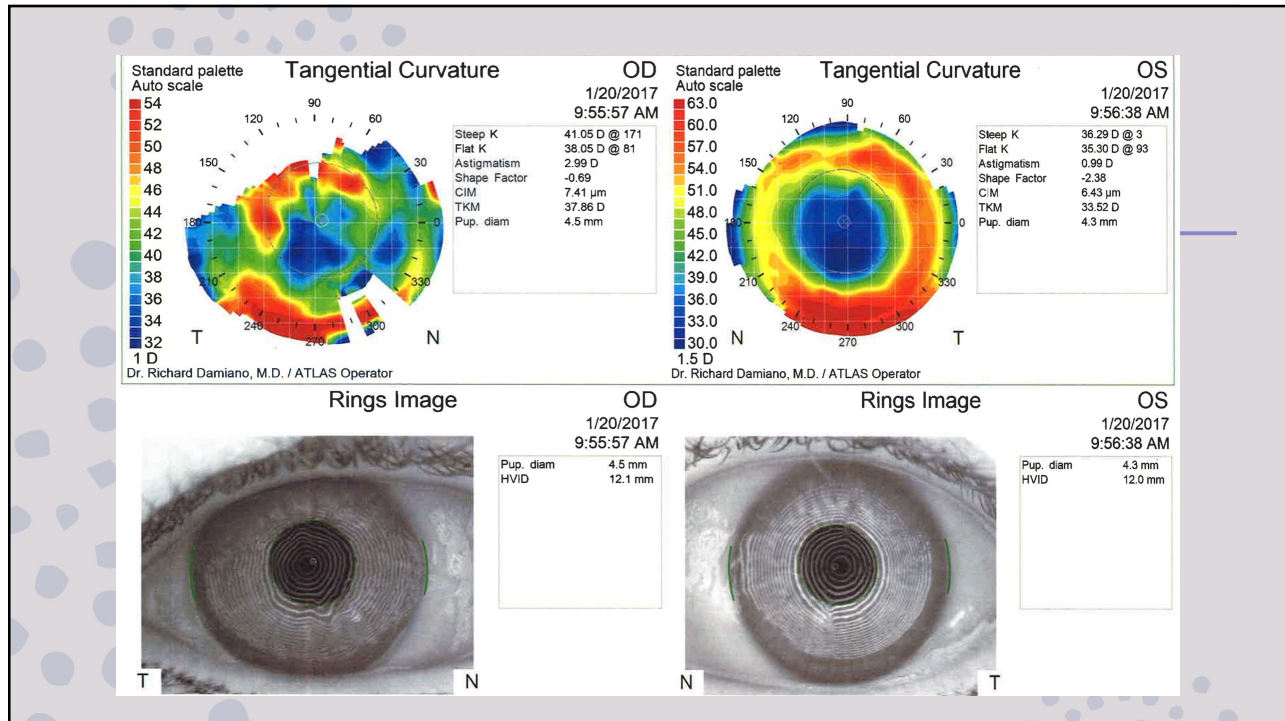 Standard palette
Auto scale
Tangential Curvature
OD
1/20/2017
9:55:57 AM
54
52
50
48
46
44
42
40
38
36
34
32
1 D
90
120
60
150
30
180
0
210
330
240
300
270
T
N
Steep K 41.05 D @ 171
Flat K 38.05 D @ 81
Astigmatism 2.99 D
Shape Factor -0.69
CIM 7.41 µm
TKM 37.86 D
Pup. diam 4.5 mm
Dr. Richard Damiano, M.D. / ATLAS Operator
Standard palette
Auto scale
Tangential Curvature
OS
1/20/2017
9:56:38 AM
63.0
60.0
57.0
54.0
51.0
48.0
45.0
42.0
39.0
36.0
33.0
30.0
1.5 D
90
120
60
150
30
180
0
210
330
240
300
270
N
T
Steep K 36.29 D @ 3
Flat K 35.30 D @ 93
Astigmatism 0.99 D
Shape Factor -2.38
CIM 6.43 µm
TKM 33.52 D
Pup. diam 4.3 mm
Dr. Richard Damiano, M.D. / ATLAS Operator
Rings Image
OD
1/20/2017
9:55:57 AM
Pup. diam 4.5 mm
HVID 12.1 mm
T
N
Rings Image
OS
1/20/2017
9:56:38 AM
Pup. diam 4.3 mm
HVID 12.0 mm
N
T